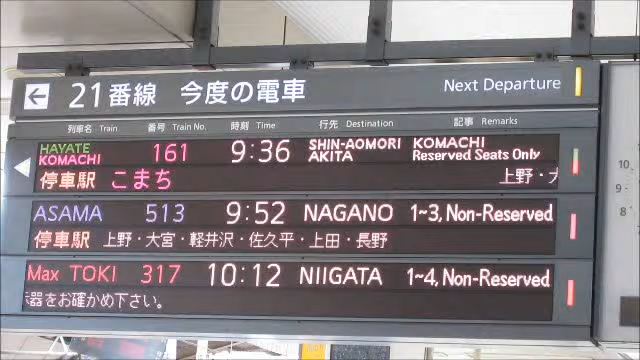 ← 21番線 今度の電車 Next Departure
列車名 Train 番号 Train No. 時刻 Time 行先 Destination 記事 Remarks
HAYATE KOMACHI 161 9:36 SHIN-AOMORI AKITA KOMACHI Reserved Seats Only
停車駅 こまち 上野・
ASAMA 513 9:52 NAGANO 1~3, Non-Reserved
停車駅 上野・大宮・軽井沢・佐久平・上田・長野
Max TOKI 317 10:12 NIIGATA 1~4, Non-Reserved
器をお確かめ下さい。
10
9
8